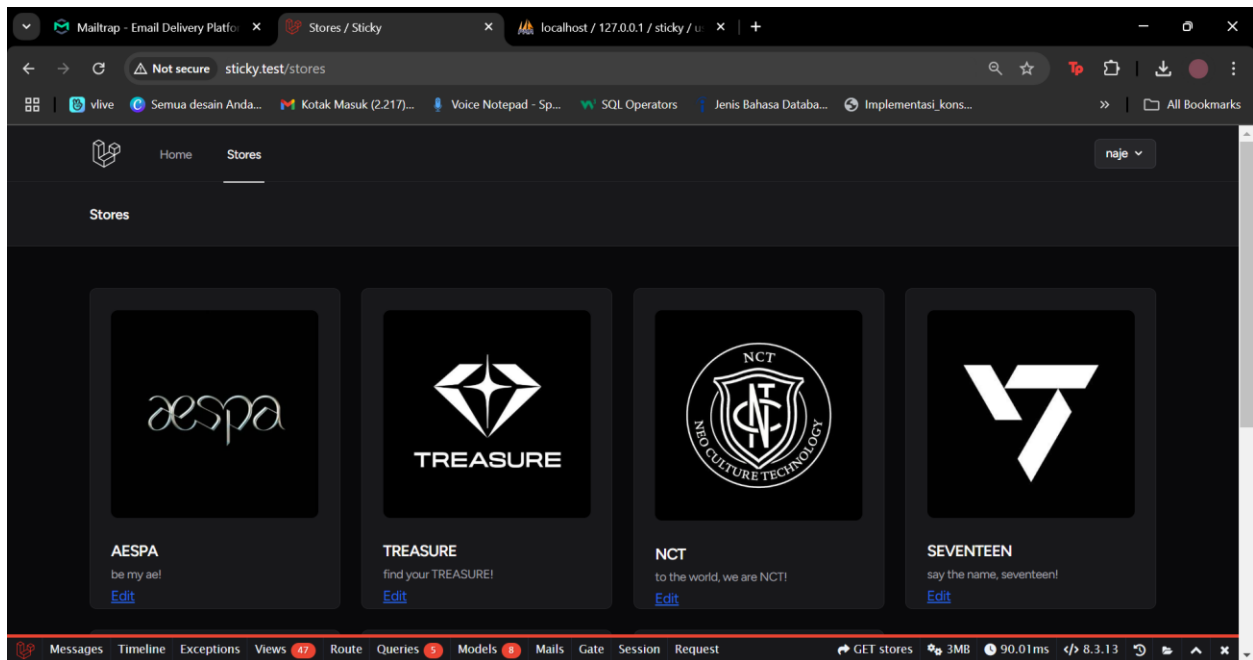 Mailtrap - Email Delivery Platfo
Stores / Sticky
localhost / 127.0.0.1 / sticky / us
Not secure sticky.test/stores
Tp
vlive
Semua desain Anda...
Kotak Masuk (2.217)...
Voice Notepad - Sp...
SQL Operators
Jenis Bahasa Databa...
Implementasi_kons...
All Bookmarks
Home
Stores
naje
Stores
aespa
TREASURE
NCT
NEO CULTURE TECHNOLOGY
AESPA
be my ae!
Edit
TREASURE
find your TREASURE!
Edit
NCT
to the world, we are NCT!
Edit
SEVENTEEN
say the name, seventeen!
Edit
Messages Timeline Exceptions Views 47 Route Queries 5 Models 8 Mails Gate Session Request GET stores 3MB 90.01ms 8.3.13